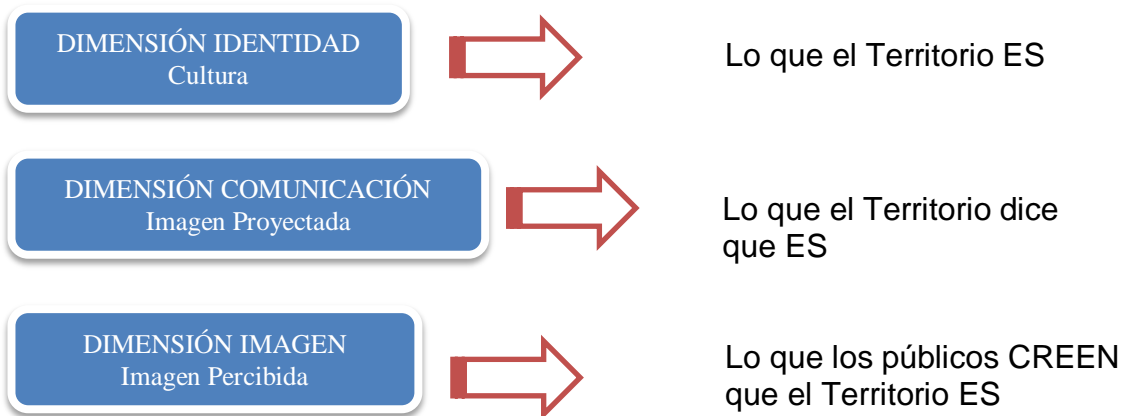 DIMENSIÓN IDENTIDAD
Cultura
Lo que el Territorio ES
DIMENSIÓN COMUNICACIÓN
Imagen Proyectada
Lo que el Territorio dice
que ES
DIMENSIÓN IMAGEN
Imagen Percibida
Lo que los públicos CREEN
que el Territorio ES